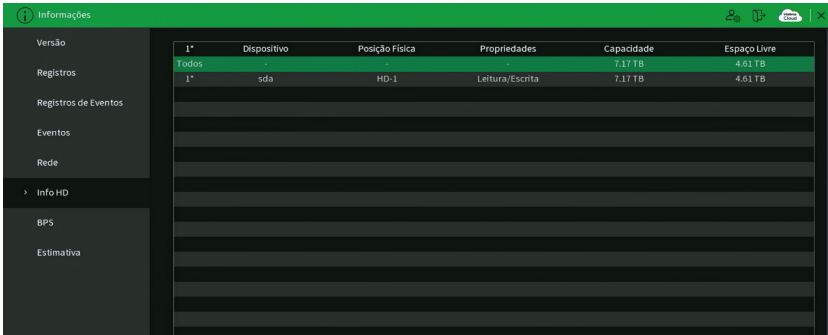 Informações
intelbras Cloud
Versão
Registros
Registros de Eventos
Eventos
Rede
Info HD
BPS
Estimativa
1* Dispositivo Posição Física Propriedades Capacidade Espaço Livre
Todos - - - 7.17 TB 4.61 TB
1* sda HD-1 Leitura/Escrita 7.17 TB 4.61 TB